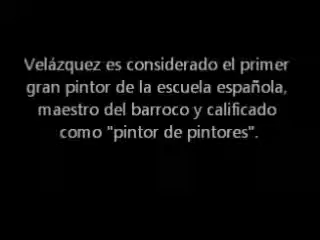 Velázquez es considerado el primer
gran pintor de la escuela española,
maestro del barroco y calificado
como "pintor de pintores".